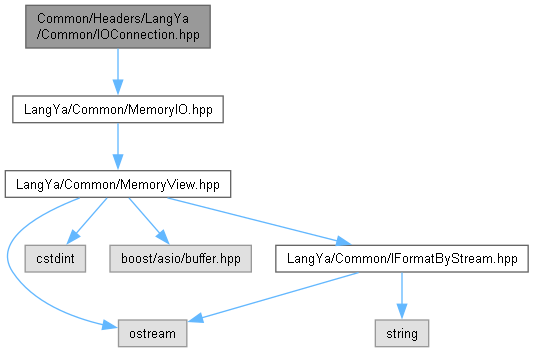 Common/Headers/LangYa
/Common/IOConnection.hpp
LangYa/Common/MemoryIO.hpp
LangYa/Common/MemoryView.hpp
cstdint
boost/asio/buffer.hpp
LangYa/Common/IFormatByStream.hpp
ostream
string